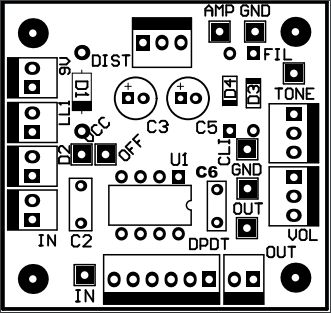 AMP GND
9V
DIST
FIL
D1
+
+
D4
D3
TONE
LL1
C3
C5
VCC
OFF
D2
CLI
U1
C6
GND
OUT
VOL
IN
C2
DPDT
OUT
IN